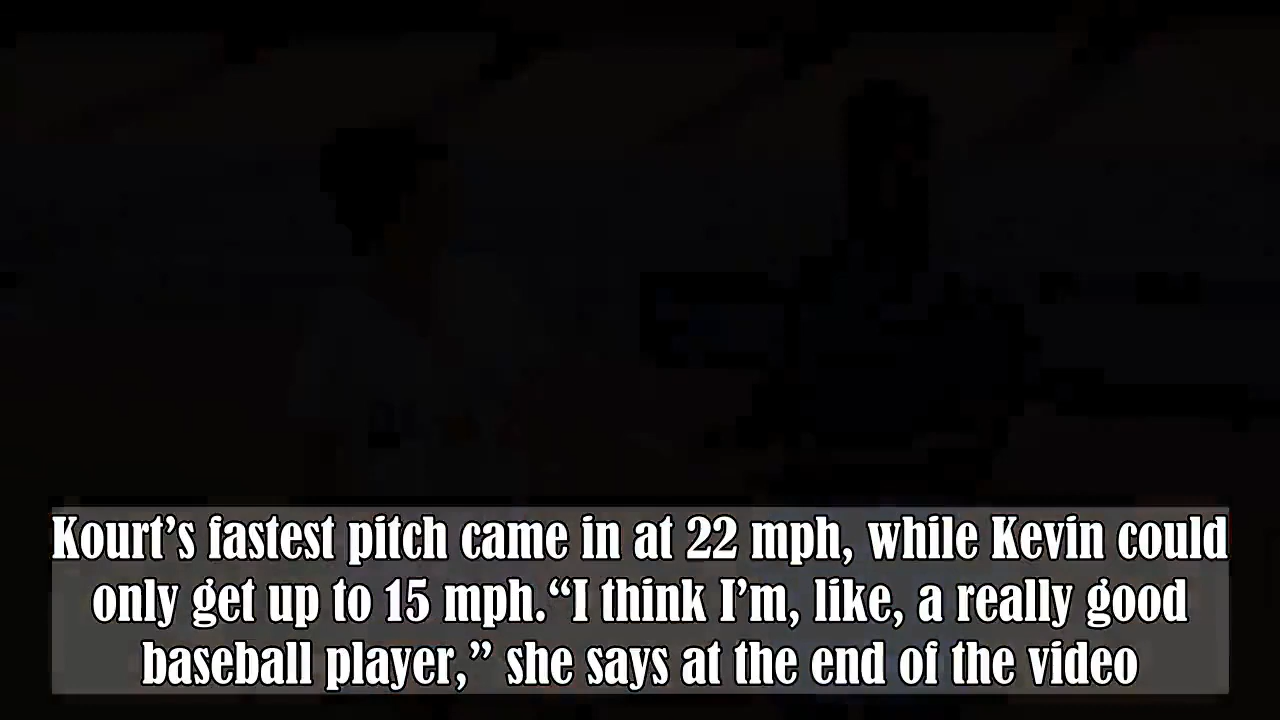 Kourt’s fastest pitch came in at 22 mph, while Kevin could
only get up to 15 mph.“I think I’m, like, a really good
baseball player,” she says at the end of the video